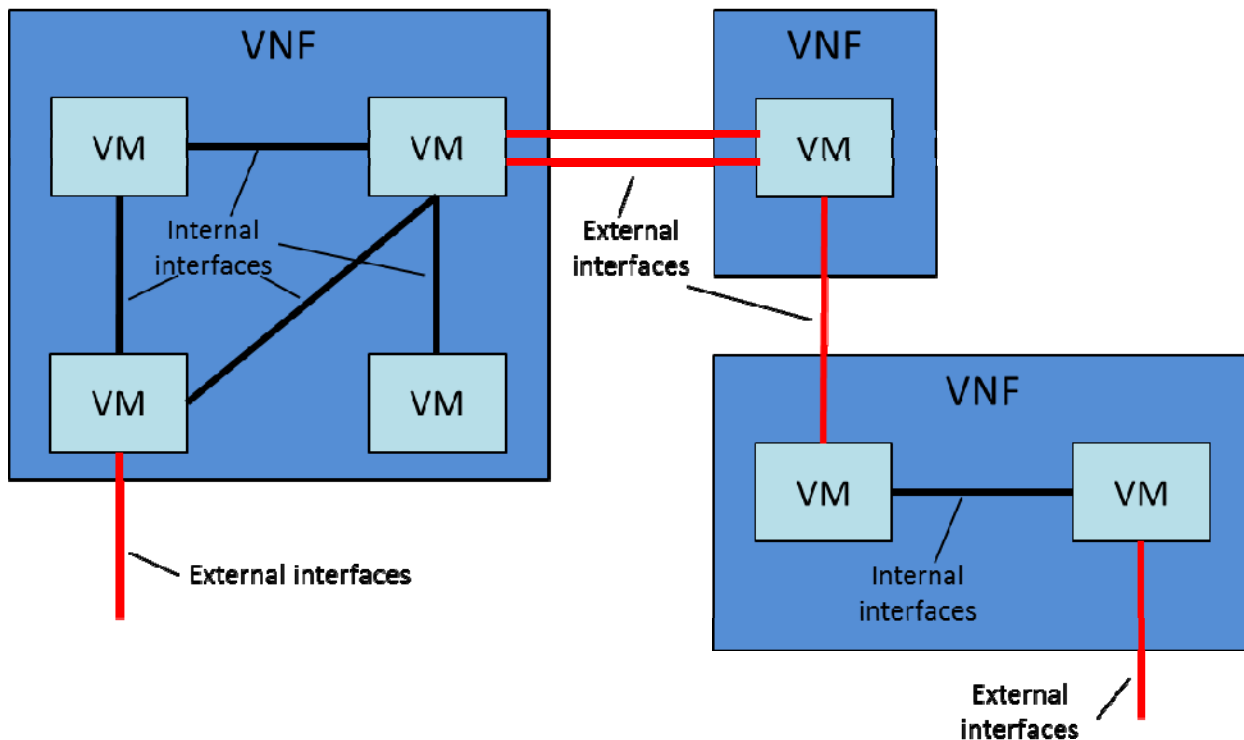 VNF
VNF
VM
VM
VM
Internal
interfaces
External
interfaces
VM
VM
VNF
VM
VM
External interfaces
Internal
interfaces
External
interfaces